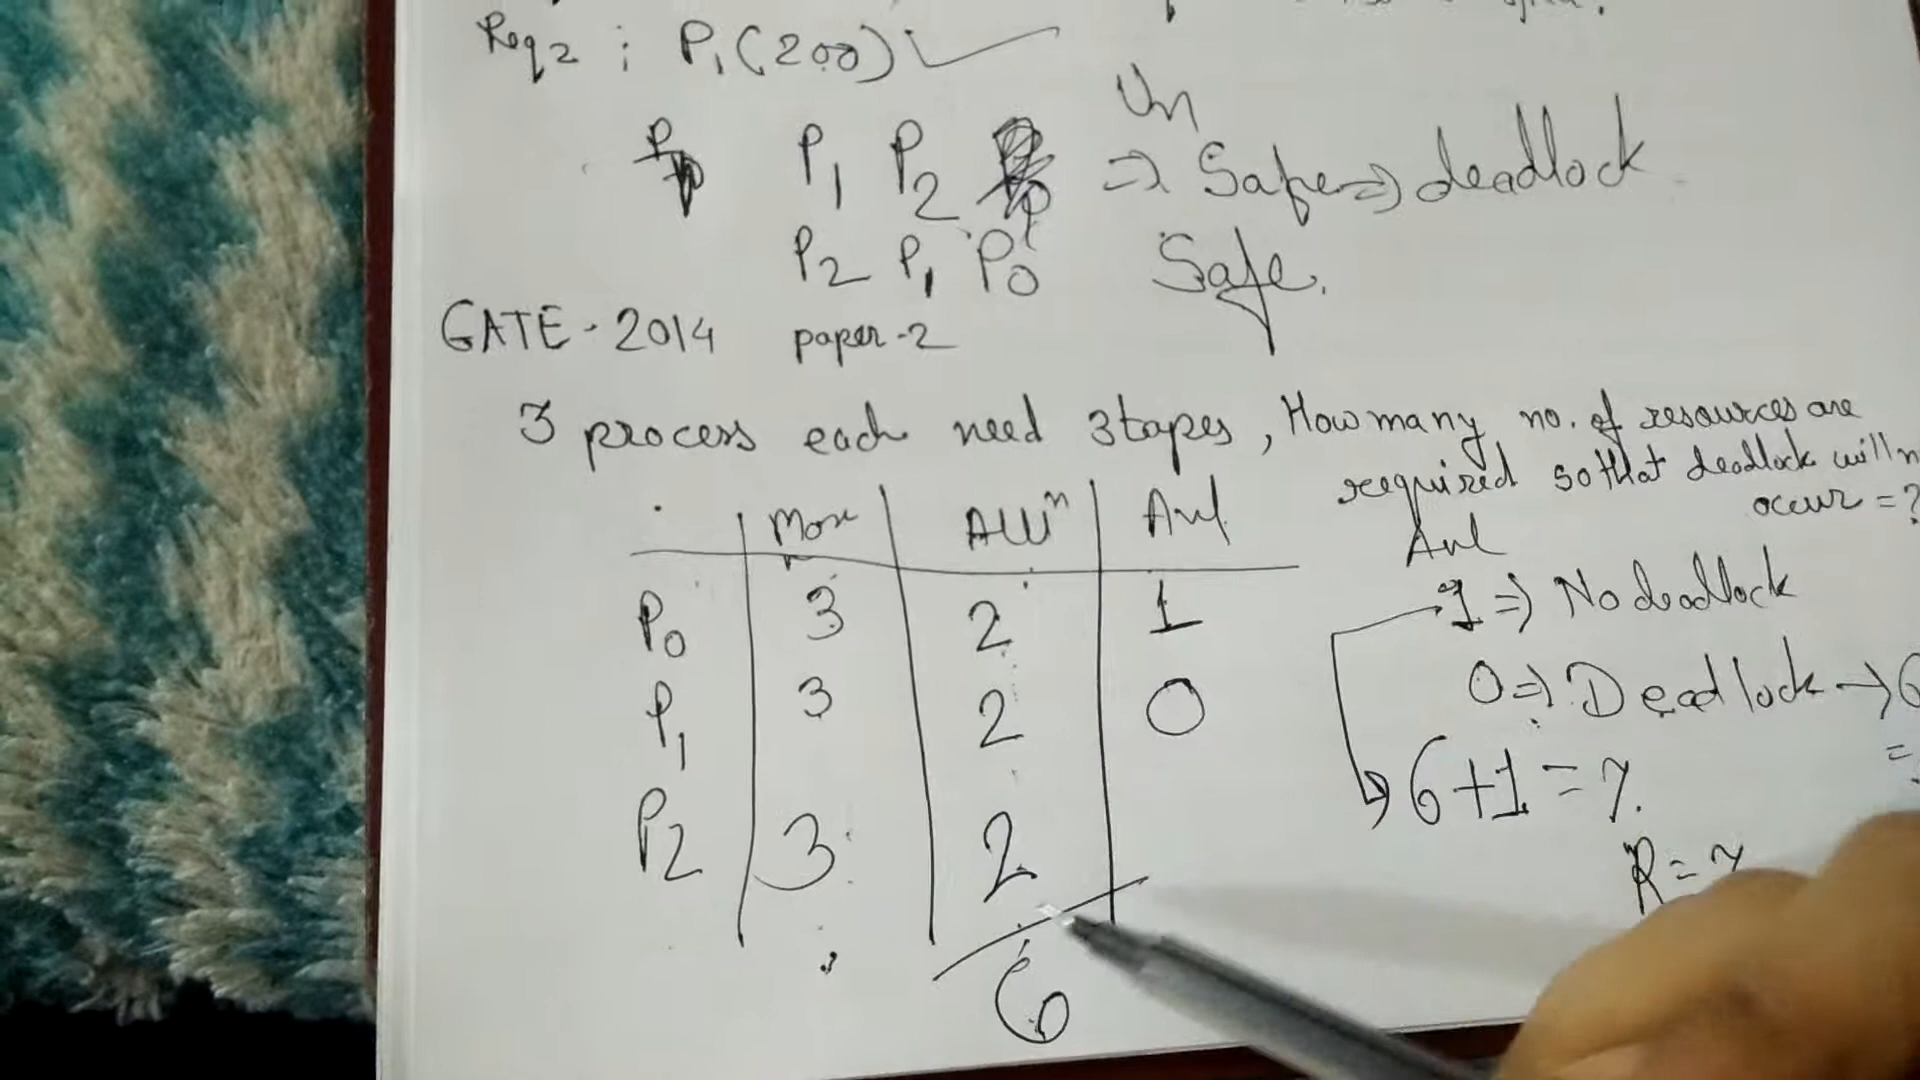 Req2 : P1(200) ✓
Un
P1 P2 => Safe => deadlock
P2 P1 P0 Safe.
GATE - 2014 paper-2
3 process each need 3 tapes, How many no. of resources are
required so that deadlock will n
occur = ?
Max Allⁿ Avl
P0 3 2 1
P1 3 2 0
P2 3 2
6
Avl
1 => No deadlock
0 => Deadlock → 6
6+1 = 7.
R = 7